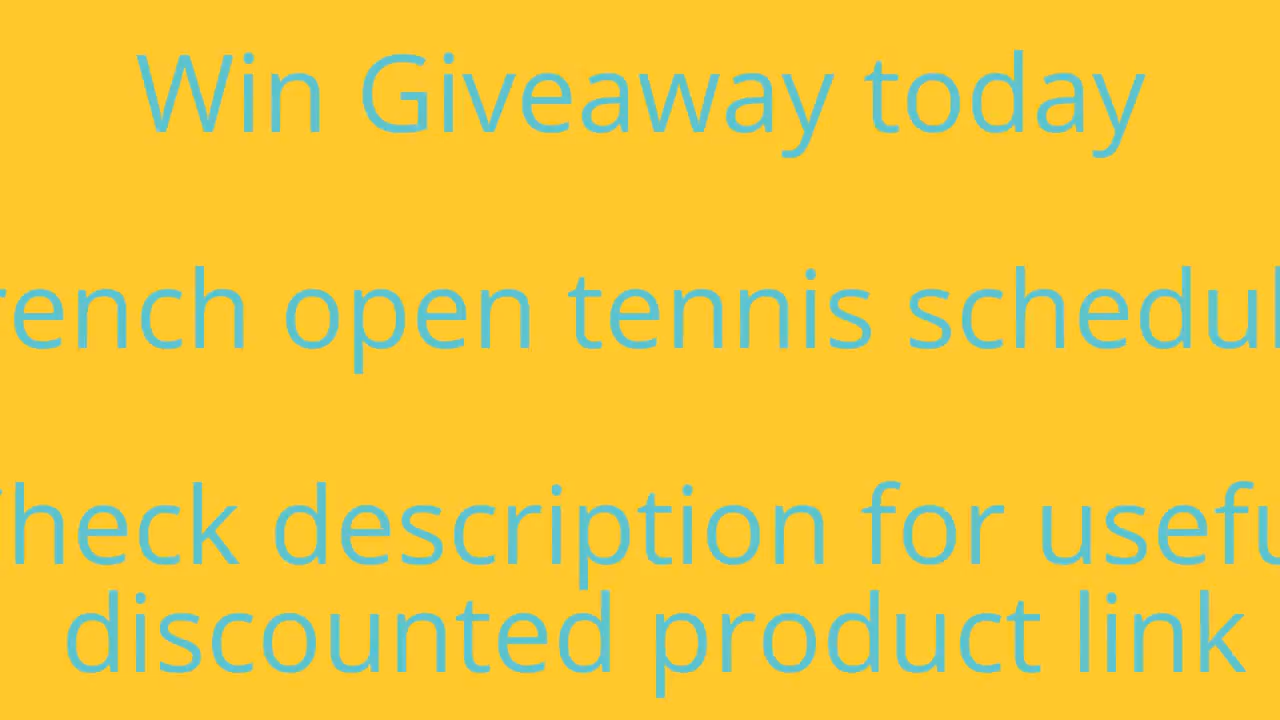 Win Giveaway today
rench open tennis schedul
heck description for usefu
discounted product link